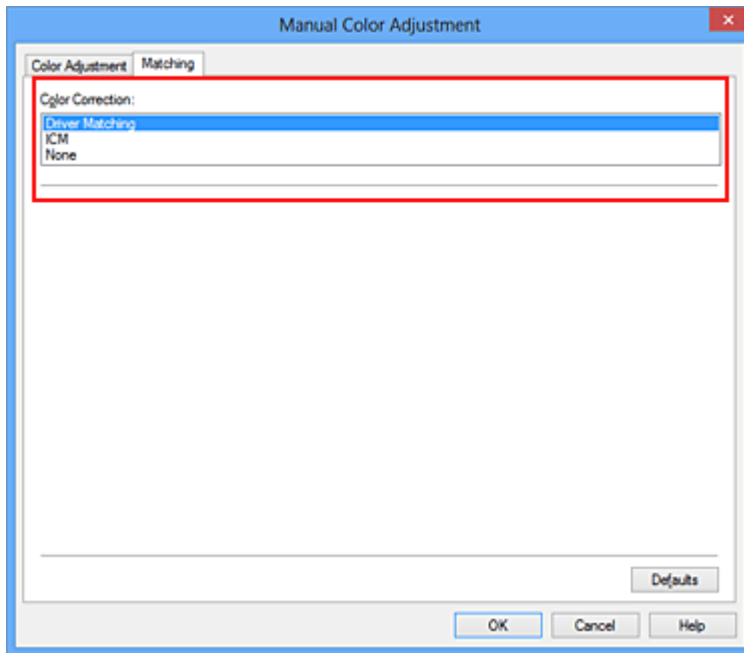 Manual Color Adjustment
Color Adjustment Matching
Color Correction:
Driver Matching
ICM
None
Defaults
OK Cancel Help